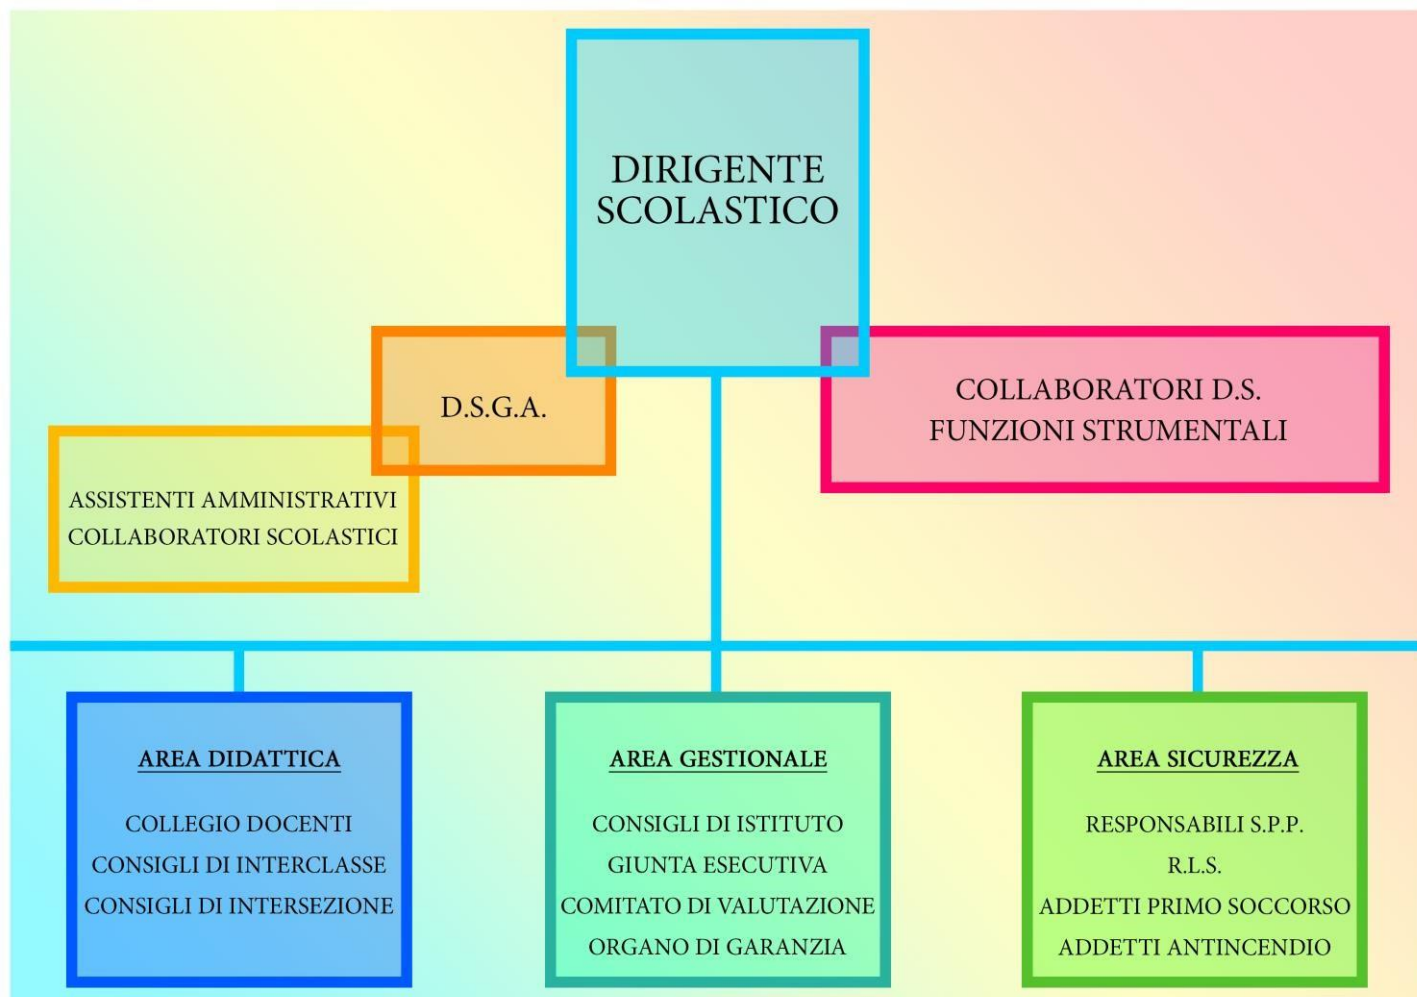 DIRIGENTE
SCOLASTICO
D.S.G.A.
COLLABORATORI D.S.
FUNZIONI STRUMENTALI
ASSISTENTI AMMINISTRATIVI
COLLABORATORI SCOLASTICI
AREA DIDATTICA
COLLEGIO DOCENTI
CONSIGLI DI INTERCLASSE
CONSIGLI DI INTERSEZIONE
AREA GESTIONALE
CONSIGLI DI ISTITUTO
GIUNTA ESECUTIVA
COMITATO DI VALUTAZIONE
ORGANO DI GARANZIA
AREA SICUREZZA
RESPONSABILI S.P.P.
R.L.S.
ADDETTI PRIMO SOCCORSO
ADDETTI ANTINCENDIO